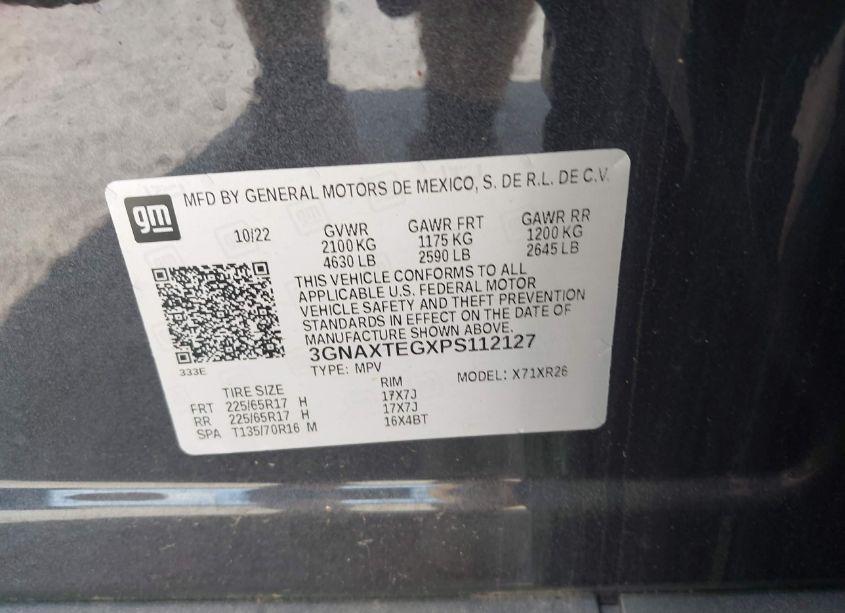 MFD BY GENERAL MOTORS DE MEXICO, S. DE R.L. DE C.V.
gm
10/22 GVWR GAWR FRT GAWR RR
2100 KG 1175 KG 1200 KG
4630 LB 2590 LB 2645 LB
THIS VEHICLE CONFORMS TO ALL
APPLICABLE U.S. FEDERAL MOTOR
VEHICLE SAFETY AND THEFT PREVENTION
STANDARDS IN EFFECT ON THE DATE OF
MANUFACTURE SHOWN ABOVE.
3GNAXTEGXPS112127
333E
TYPE: MPV MODEL: X71XR26
TIRE SIZE RIM
FRT 225/65R17 H 17X7J
RR 225/65R17 H 17X7J
SPA T135/70R16 M 16X4BT